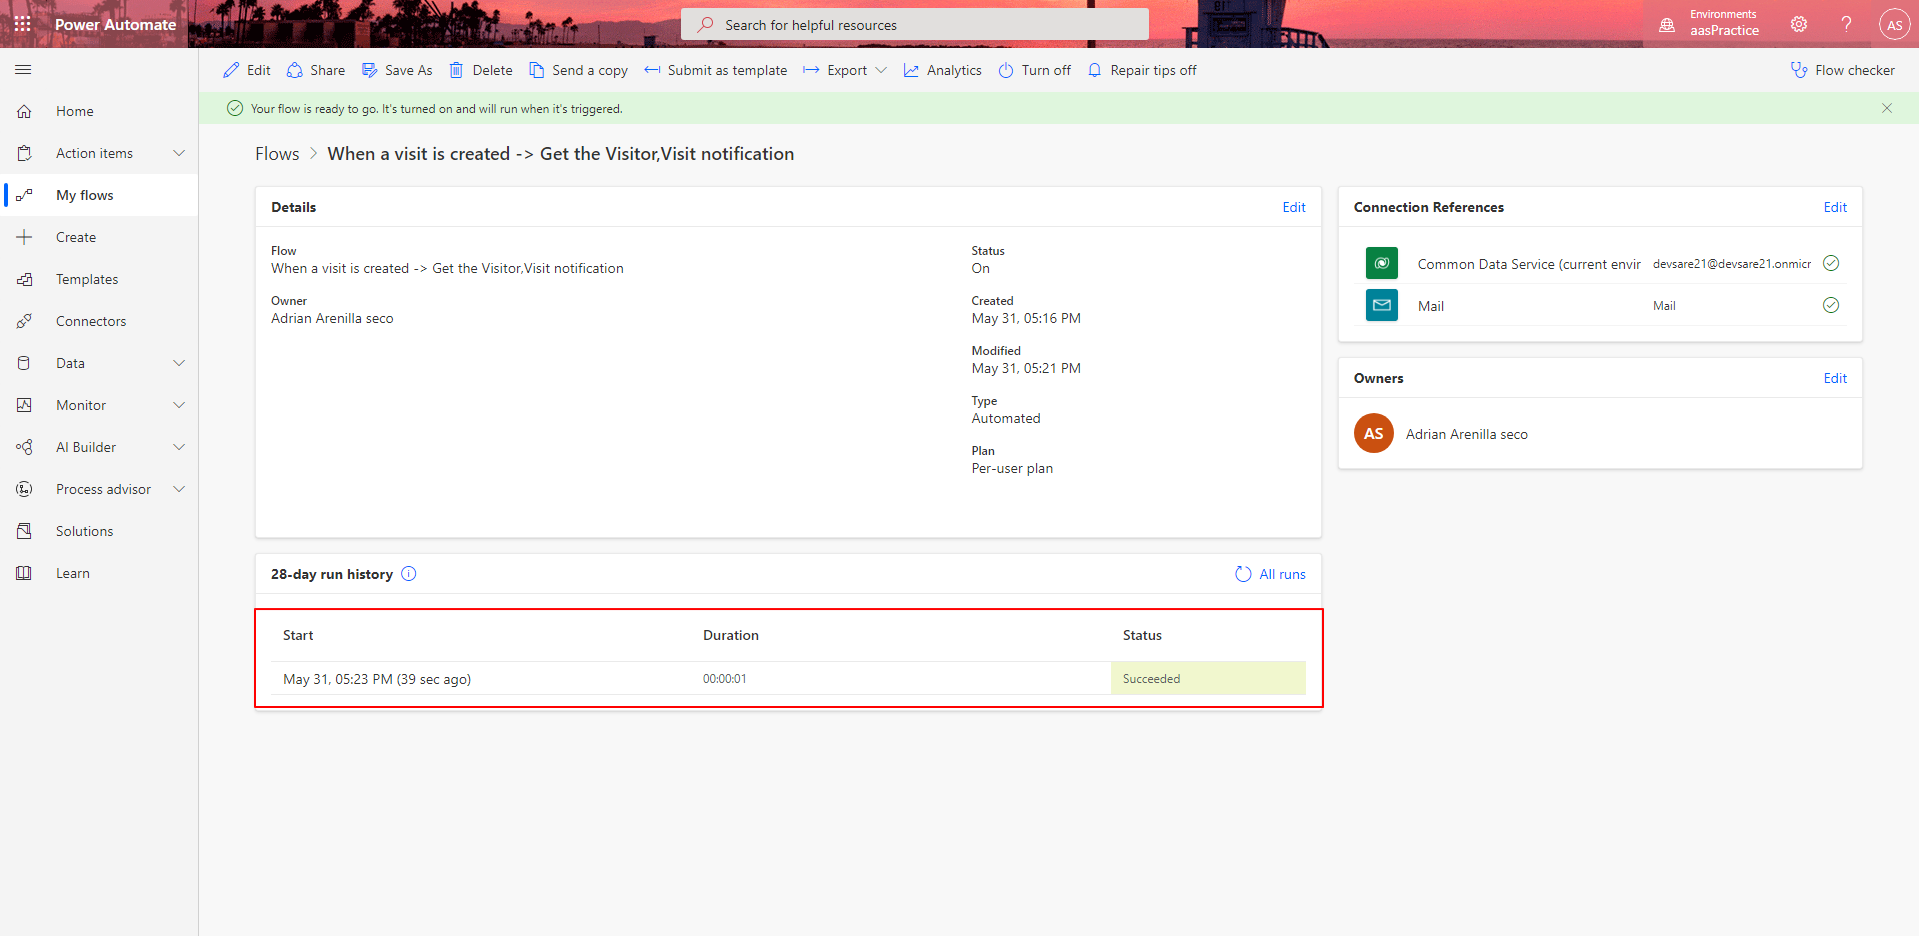 Power Automate
Search for helpful resources
Environments
aasPractice
?
AS
Edit
Share
Save As
Delete
Send a copy
Submit as template
Export
Analytics
Turn off
Repair tips off
Flow checker
Your flow is ready to go. It's turned on and will run when it's triggered.
Home
Action items
My flows
Create
Templates
Connectors
Data
Monitor
AI Builder
Process advisor
Solutions
Learn
Flows > When a visit is created -> Get the Visitor,Visit notification
Details
Edit
Flow
When a visit is created -> Get the Visitor,Visit notification
Owner
Adrian Arenilla seco
Status
On
Created
May 31, 05:16 PM
Modified
May 31, 05:21 PM
Type
Automated
Plan
Per-user plan
Connection References
Edit
Common Data Service (current envir
devsare21@devsare21.onmicr
Mail
Mail
Owners
Edit
AS
Adrian Arenilla seco
28-day run history
All runs
Start
Duration
Status
May 31, 05:23 PM (39 sec ago)
00:00:01
Succeeded